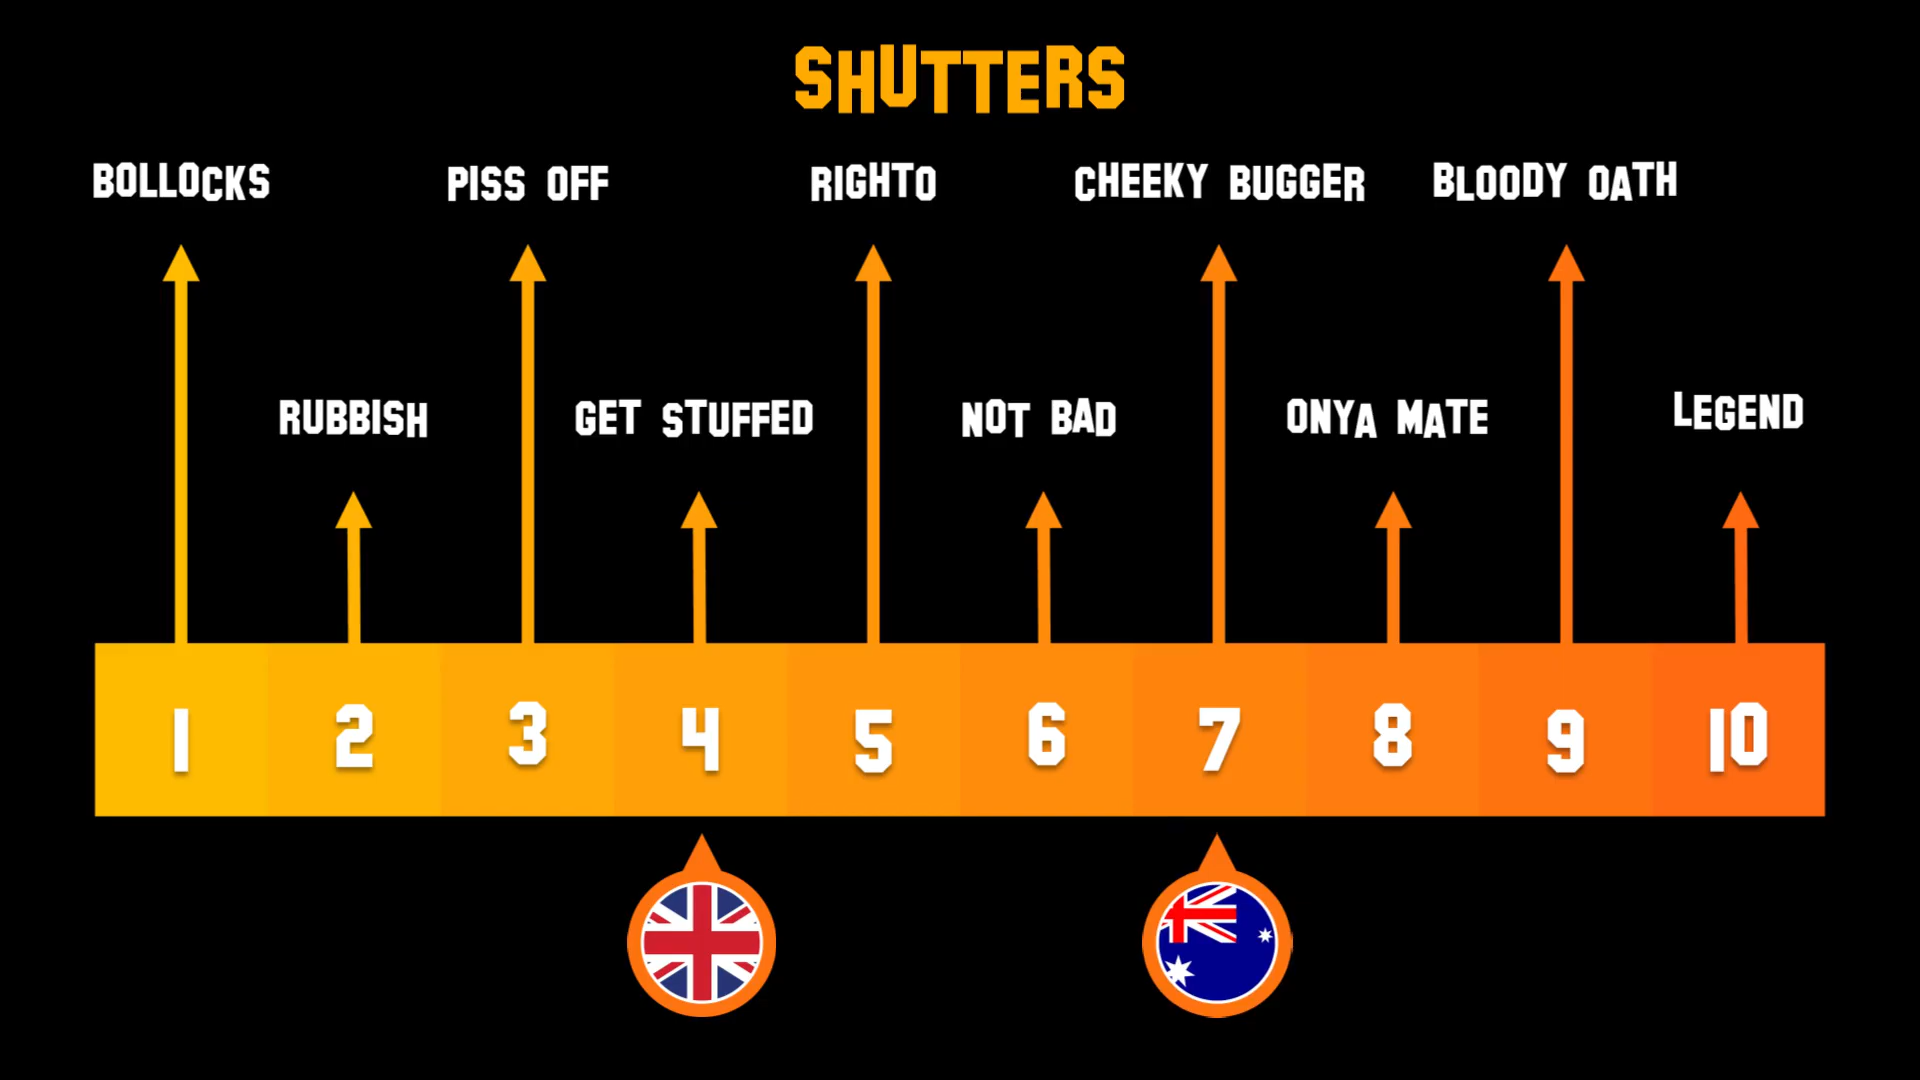 SHUTTERS
BOLLOCKS PISS OFF RIGHTO CHEEKY BUGGER BLOODY OATH
RUBBISH GET STUFFED NOT BAD ONYA MATE LEGEND
1 2 3 4 5 6 7 8 9 10